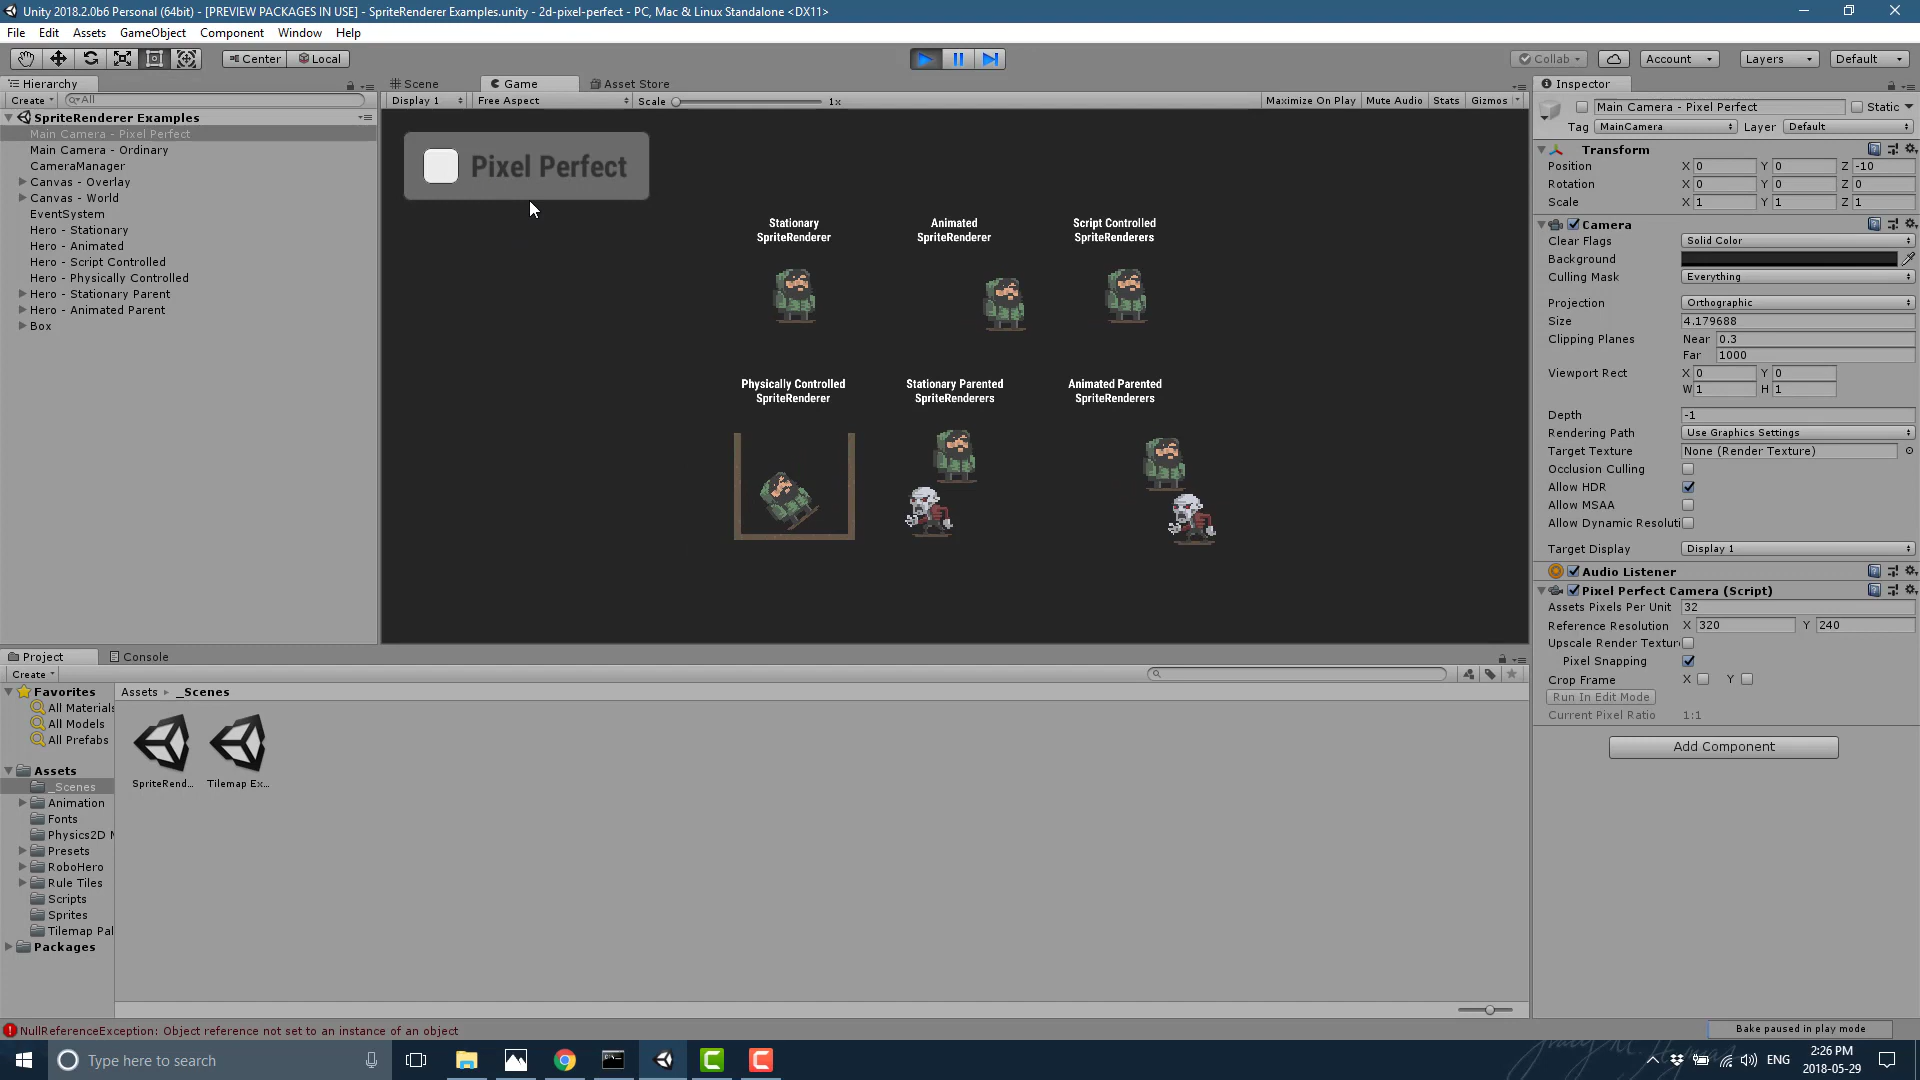 Unity 2018.2.0b6 Personal (64bit) - [PREVIEW PACKAGES IN USE] - SpriteRenderer Examples.unity - 2d-pixel-perfect - PC, Mac & Linux Standalone <DX11>
File Edit Assets GameObject Component Window Help
Center Local Collab Account Layers Default
Hierarchy
Create All
SpriteRenderer Examples
Main Camera - Pixel Perfect
Main Camera - Ordinary
CameraManager
Canvas - Overlay
Canvas - World
EventSystem
Hero - Stationary
Hero - Animated
Hero - Script Controlled
Hero - Physically Controlled
Hero - Stationary Parent
Hero - Animated Parent
Box
Scene Game Asset Store
Display 1 Free Aspect Scale 1x Maximize On Play Mute Audio Stats Gizmos
Pixel Perfect
Stationary
SpriteRenderer
Animated
SpriteRenderer
Script Controlled
SpriteRenderers
Physically Controlled
SpriteRenderer
Stationary Parented
SpriteRenderers
Animated Parented
SpriteRenderers
Inspector
Main Camera - Pixel Perfect Static
Tag MainCamera Layer Default
Transform
Position X 0 Y 0 Z -10
Rotation X 0 Y 0 Z 0
Scale X 1 Y 1 Z 1
Camera
Clear Flags Solid Color
Background
Culling Mask Everything
Projection Orthographic
Size 4.179688
Clipping Planes Near 0.3
Far 1000
Viewport Rect X 0 Y 0
W 1 H 1
Depth -1
Rendering Path Use Graphics Settings
Target Texture None (Render Texture)
Occlusion Culling
Allow HDR
Allow MSAA
Allow Dynamic Resoluti
Target Display Display 1
Audio Listener
Pixel Perfect Camera (Script)
Assets Pixels Per Unit 32
Reference Resolution X 320 Y 240
Upscale Render Textur
Pixel Snapping
Crop Frame X Y
Run In Edit Mode
Current Pixel Ratio 1:1
Add Component
Project Console
Create
Favorites
All Materials
All Models
All Prefabs
Assets
_Scenes
Animation
Fonts
Physics2D M
Presets
RoboHero
Rule Tiles
Scripts
Sprites
Tilemap Pal
Packages
Assets _Scenes
SpriteRend... Tilemap Ex...
NullReferenceException: Object reference not set to an instance of an object
Bake paused in play mode
Type here to search
ENG
2:26 PM
2018-05-29